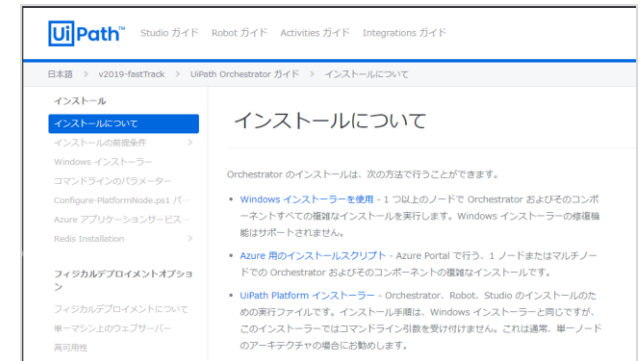 UiPath™ Studio ガイド Robot ガイド Activities ガイド Integrations ガイド
日本語 > v2019-fastTrack > UiPath Orchestrator ガイド > インストールについて
インストール
インストールについて
インストールの前提条件 >
Windows インストーラー
コマンドラインのパラメーター
Configure-PlatformNode.ps1 パ…
Azure アプリケーションサービス…
Redis Installation >
フィジカルデプロイメントオプショ
ン
フィジカルデプロイメントについて
単一マシン上のウェブサーバー
高可用性
インストールについて
Orchestrator のインストールは、次の方法で行うことができます。
• Windows インストーラーを使用 - 1 つ以上のノードで Orchestrator およびそのコンポ
ーネントすべての複雑なインストールを実行します。Windows インストーラーの修復機
能はサポートされません。
• Azure 用のインストールスクリプト - Azure Portal で行う、1 ノードまたはマルチノー
ドでの Orchestrator およびそのコンポーネントの複雑なインストールです。
• UiPath Platform インストーラー - Orchestrator、Robot、Studio のインストールのた
めの実行ファイルです。インストール手順は、Windows インストーラーと同じですが、
このインストーラーではコマンドライン引数を受け付けません。これは通常、単一ノード
のアーキテクチャの場合にお勧めします。